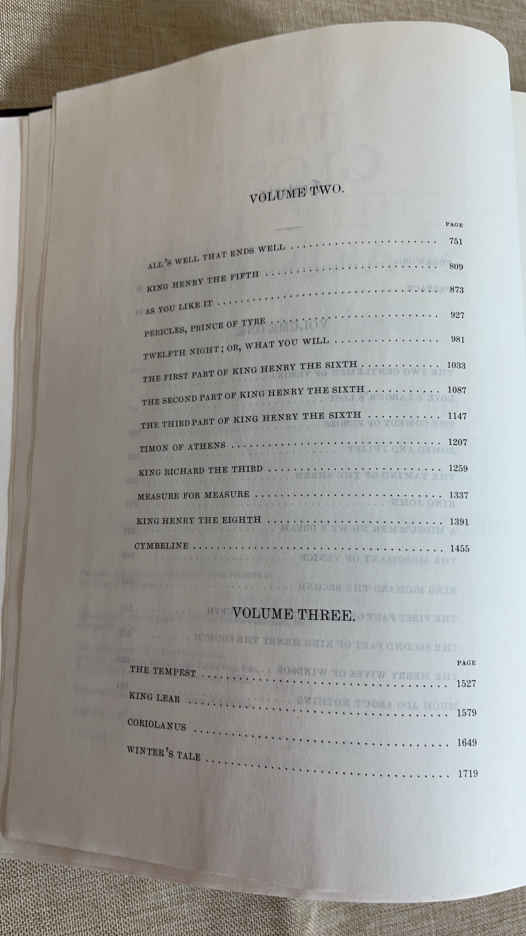 VOLUME TWO.
PAGE
ALL'S WELL THAT ENDS WELL . . . . . . . . . . . . . . . . . . . . . . 751
KING HENRY THE FIFTH . . . . . . . . . . . . . . . . . . . . . . . . . 809
AS YOU LIKE IT . . . . . . . . . . . . . . . . . . . . . . . . . . . . . . . . 873
PERICLES, PRINCE OF TYRE . . . . . . . . . . . . . . . . . . . . . . . . 927
TWELFTH NIGHT; OR, WHAT YOU WILL . . . . . . . . . . . . . . . 981
THE FIRST PART OF KING HENRY THE SIXTH . . . . . . . . . . . 1033
THE SECOND PART OF KING HENRY THE SIXTH . . . . . . . . . . 1087
THE THIRD PART OF KING HENRY THE SIXTH . . . . . . . . . . . 1147
TIMON OF ATHENS . . . . . . . . . . . . . . . . . . . . . . . . . . . . . . 1207
KING RICHARD THE THIRD . . . . . . . . . . . . . . . . . . . . . . . . . 1259
MEASURE FOR MEASURE . . . . . . . . . . . . . . . . . . . . . . . . . . 1337
KING HENRY THE EIGHTH . . . . . . . . . . . . . . . . . . . . . . . . . 1391
CYMBELINE . . . . . . . . . . . . . . . . . . . . . . . . . . . . . . . . . . . . 1455
VOLUME THREE.
PAGE
THE TEMPEST . . . . . . . . . . . . . . . . . . . . . . . . . . . . . . . . . . . 1527
KING LEAR . . . . . . . . . . . . . . . . . . . . . . . . . . . . . . . . . . . . . 1579
CORIOLANUS . . . . . . . . . . . . . . . . . . . . . . . . . . . . . . . . . . . 1649
WINTER'S TALE . . . . . . . . . . . . . . . . . . . . . . . . . . . . . . . . . 1719